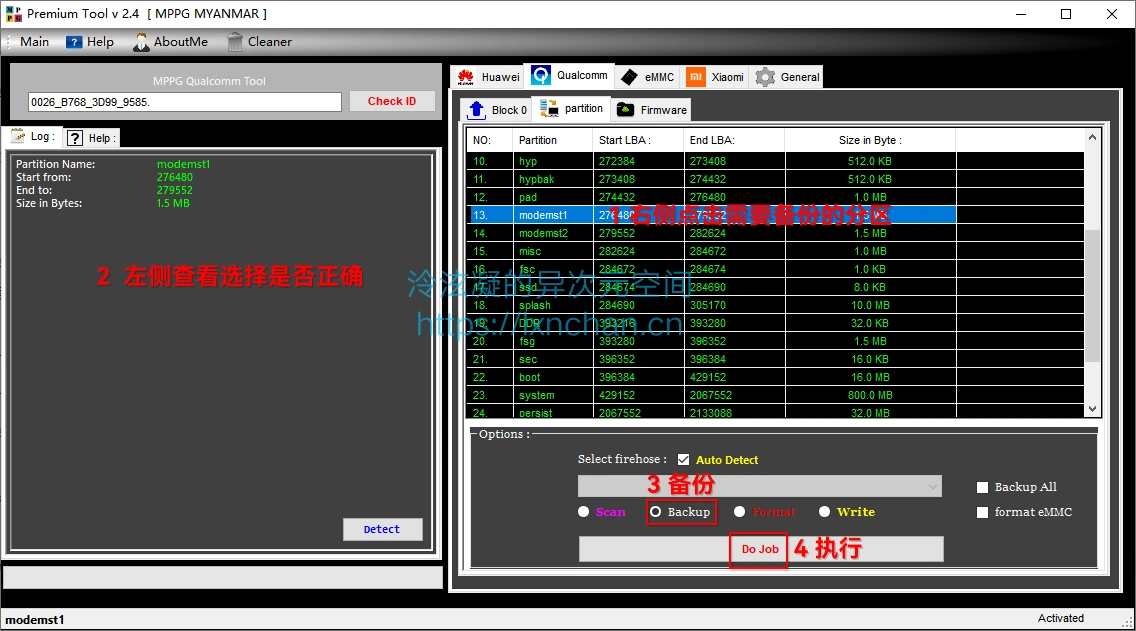 Premium Tool v 2.4 [ MPPG MYANMAR ]
Main Help AboutMe Cleaner
MPPG Qualcomm Tool
0026_B768_3D99_9585.
Check ID
Log :
Help :
Partition Name: modemst1
Start from: 276480
End to: 279552
Size in Bytes: 1.5 MB
2 左侧查看选择是否正确
Detect
Huawei Qualcomm eMMC Xiaomi General
Block 0 partition Firmware
NO: Partition Start LBA : End LBA: Size in Byte :
10. hyp 272384 273408 512.0 KB
11. hypbak 273408 274432 512.0 KB
12. pad 274432 276480 1.0 MB
13. modemst1 276480
1 右侧点击需要备份的分区
14. modemst2 279552 282624 1.5 MB
15. misc 282624 284672 1.0 MB
16. fsc 284672 284674 1.0 KB
17. ssd 284674 284690 8.0 KB
18. splash 284690 305170 10.0 MB
19. DDR 393216 393280 32.0 KB
20. fsg 393280 396352 1.5 MB
21. sec 396352 396384 16.0 KB
22. boot 396384 429152 16.0 MB
23. system 429152 2067552 800.0 MB
24. persist 2067552 2133088 32.0 MB
泠泫凝的异次元空间
https://lxnchan.cn
Options :
Select firehose : Auto Detect
3 备份
Backup All
Scan Backup Format Write
format eMMC
Do Job
4 执行
modemst1
Activated